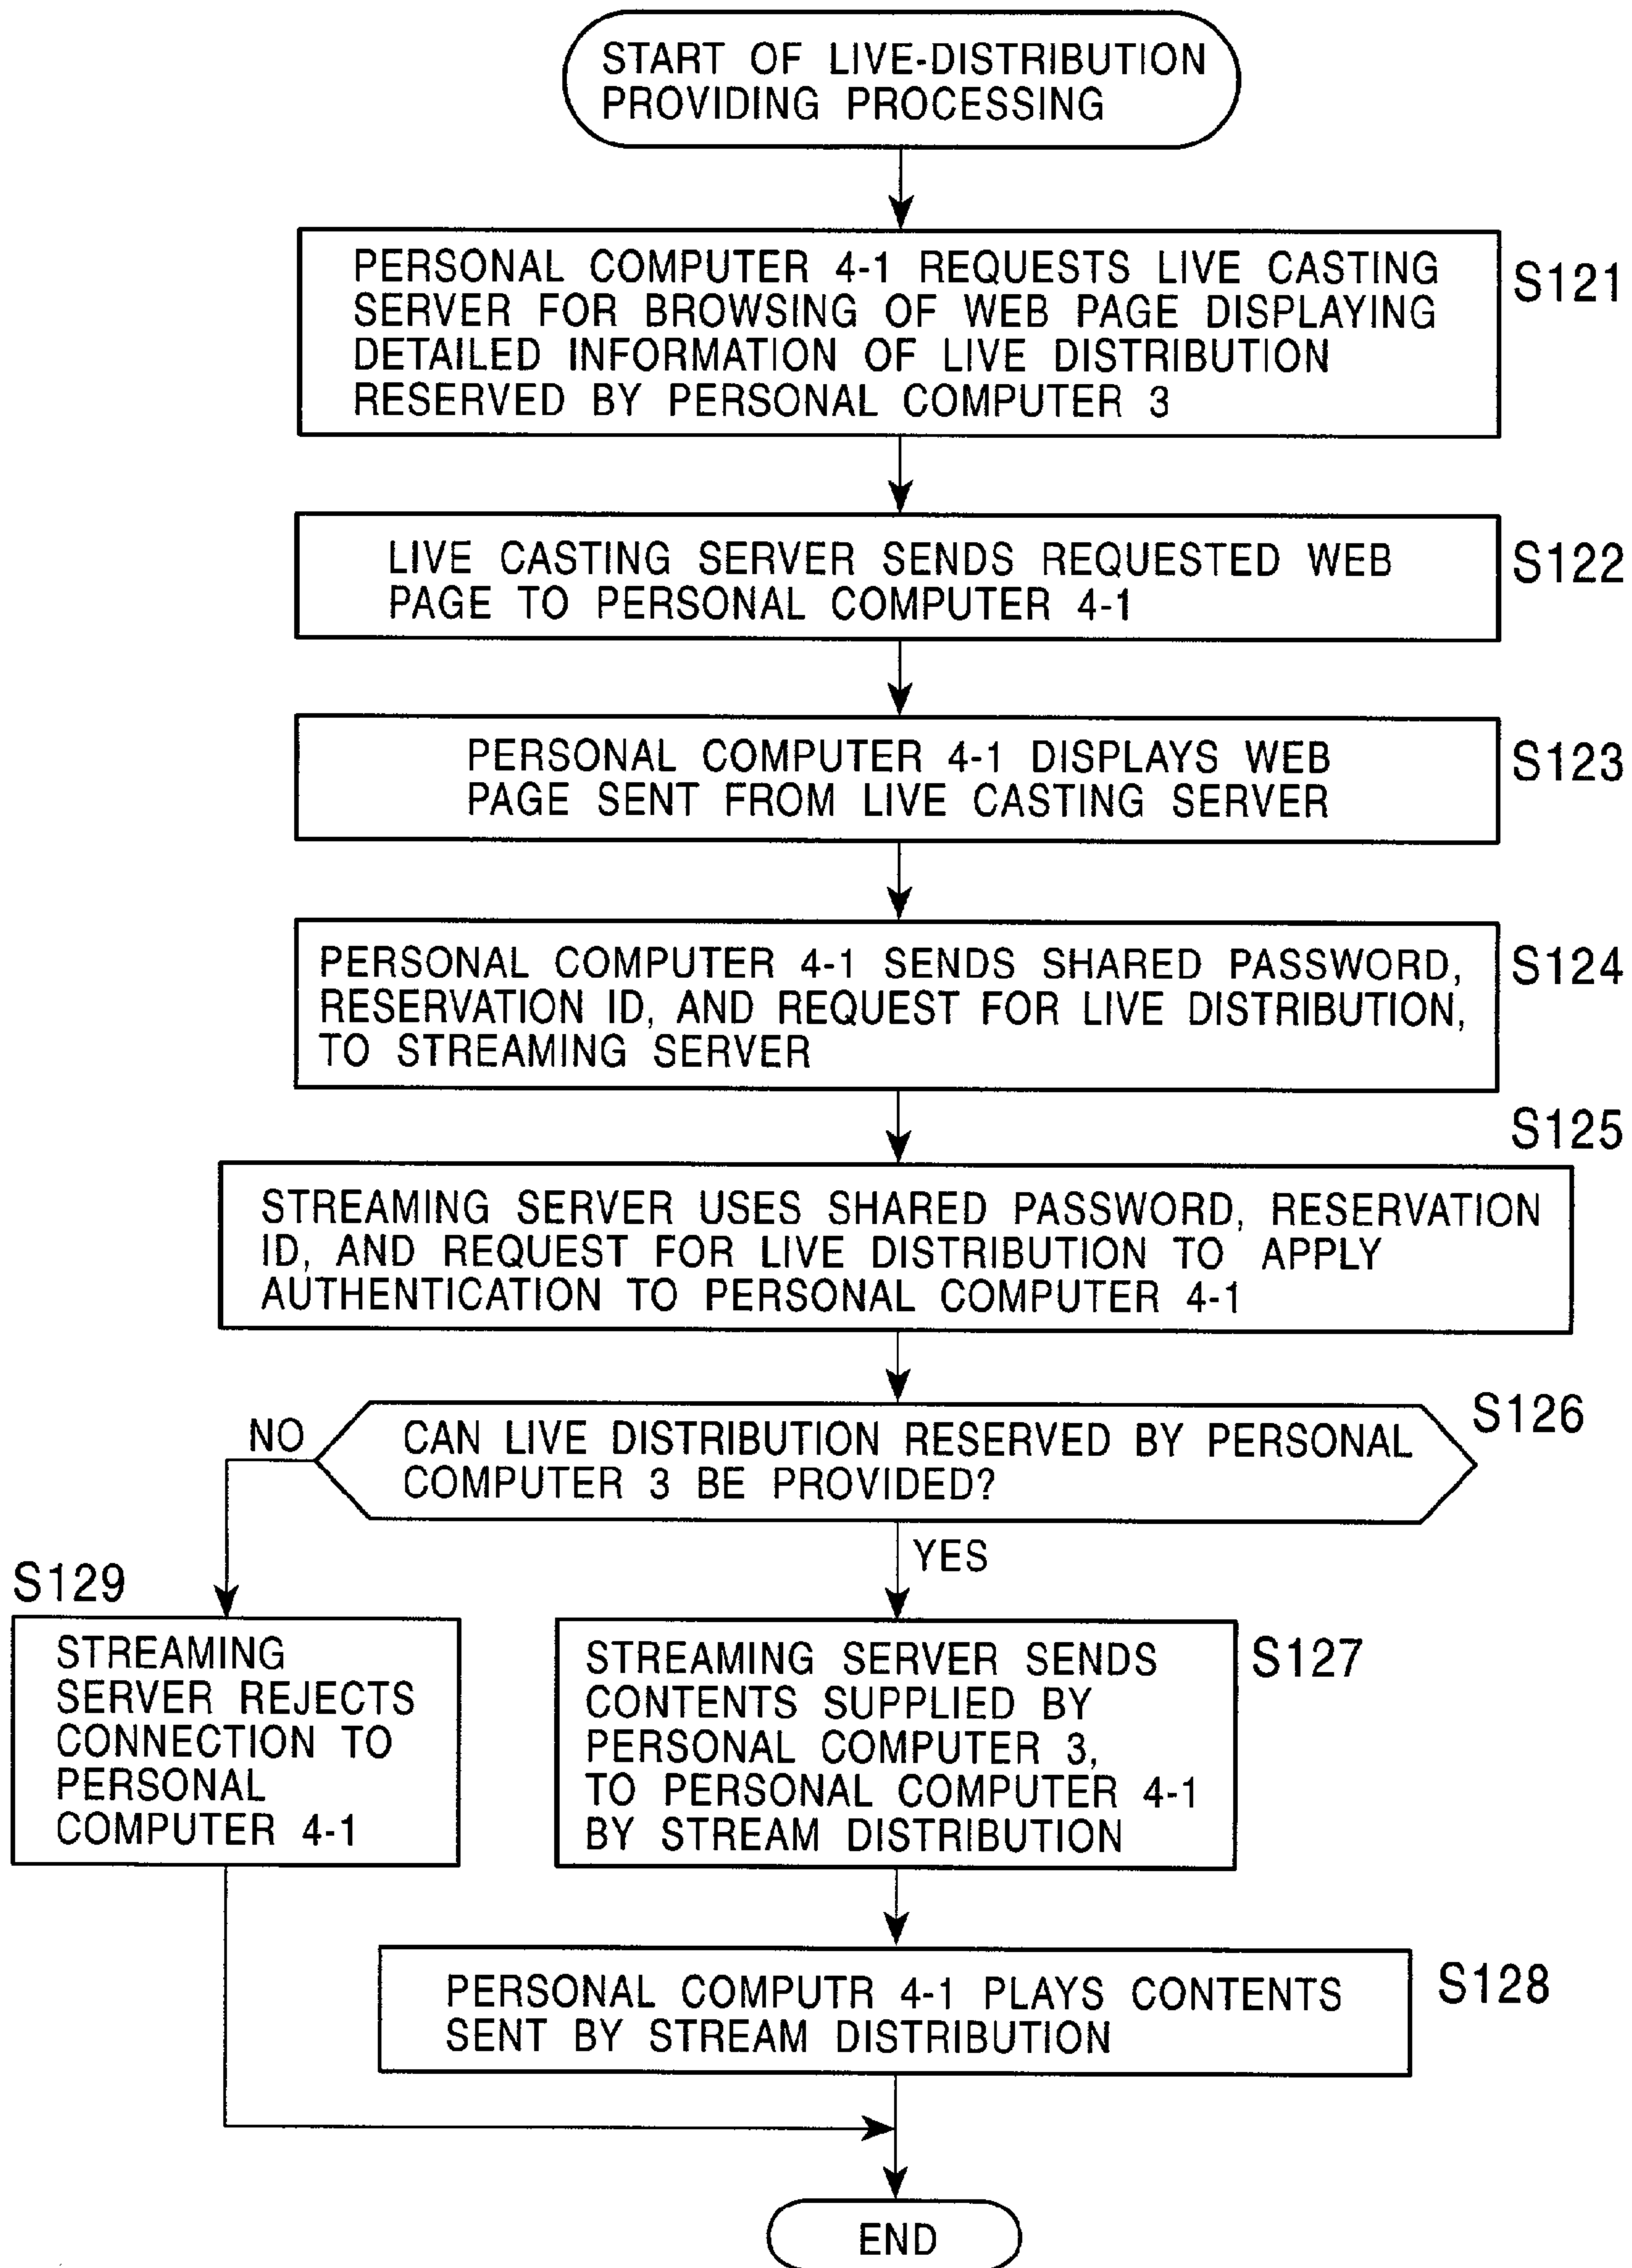 START OF LIVE-DISTRIBUTION
PROVIDING PROCESSING
PERSONAL COMPUTER 4-1 REQUESTS LIVE CASTING
SERVER FOR BROWSING OF WEB PAGE DISPLAYING
DETAILED INFORMATION OF LIVE DISTRIBUTION
RESERVED BY PERSONAL COMPUTER 3
S121
LIVE CASTING SERVER SENDS REQUESTED WEB
PAGE TO PERSONAL COMPUTER 4-1
S122
PERSONAL COMPUTER 4-1 DISPLAYS WEB
PAGE SENT FROM LIVE CASTING SERVER
S123
PERSONAL COMPUTER 4-1 SENDS SHARED PASSWORD,
RESERVATION ID, AND REQUEST FOR LIVE DISTRIBUTION,
TO STREAMING SERVER
S124
S125
STREAMING SERVER USES SHARED PASSWORD, RESERVATION
ID, AND REQUEST FOR LIVE DISTRIBUTION TO APPLY
AUTHENTICATION TO PERSONAL COMPUTER 4-1
S126
NO
CAN LIVE DISTRIBUTION RESERVED BY PERSONAL
COMPUTER 3 BE PROVIDED?
YES
S129
STREAMING
SERVER REJECTS
CONNECTION TO
PERSONAL
COMPUTER 4-1
STREAMING SERVER SENDS
CONTENTS SUPPLIED BY
PERSONAL COMPUTER 3,
TO PERSONAL COMPUTER 4-1
BY STREAM DISTRIBUTION
S127
PERSONAL COMPUTR 4-1 PLAYS CONTENTS
SENT BY STREAM DISTRIBUTION
S128
END